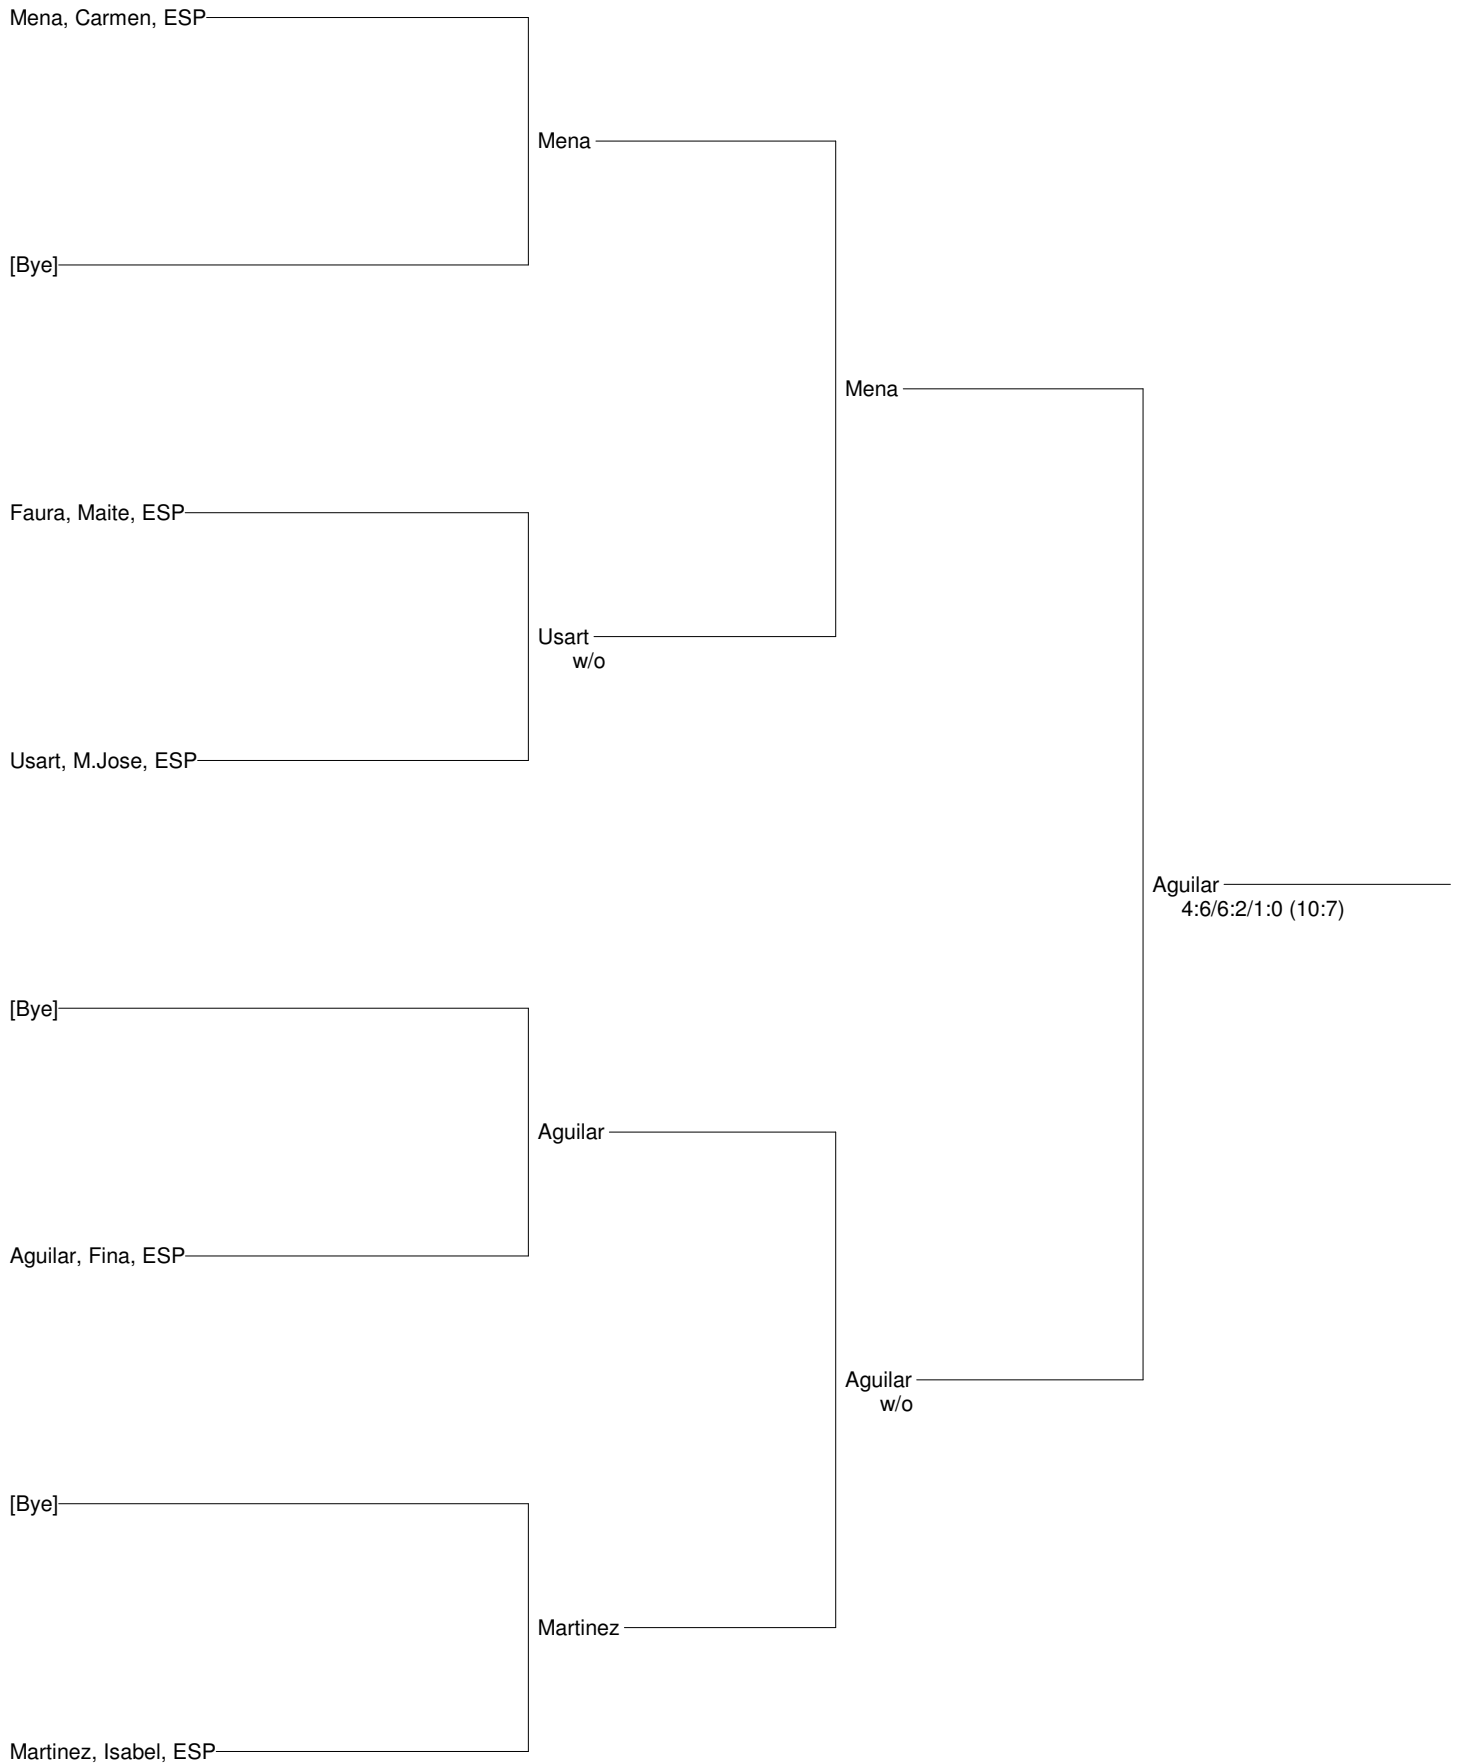 Mena, Carmen, ESP
Mena
[Bye]
Mena
Faura, Maite, ESP
Usart
w/o
Usart, M.Jose, ESP
Aguilar
4:6/6:2/1:0 (10:7)
[Bye]
Aguilar
Aguilar, Fina, ESP
Aguilar
w/o
[Bye]
Martinez
Martinez, Isabel, ESP